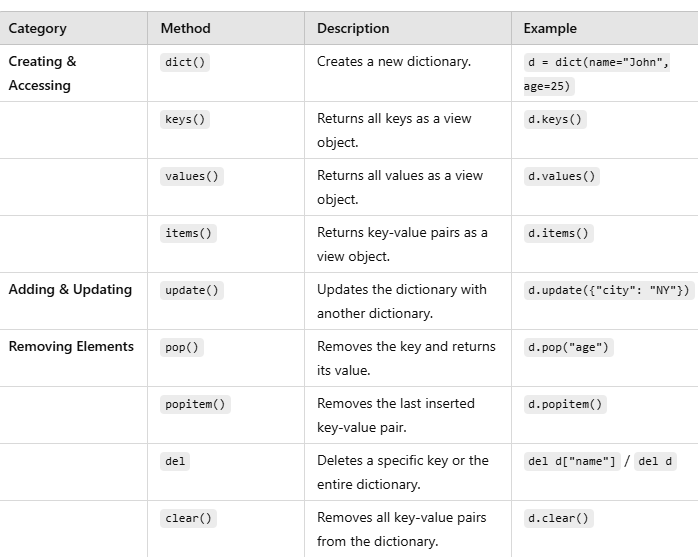 Category Method Description Example
Creating & Accessing dict() Creates a new dictionary. d = dict(name="John", age=25)
keys() Returns all keys as a view object. d.keys()
values() Returns all values as a view object. d.values()
items() Returns key-value pairs as a view object. d.items()
Adding & Updating update() Updates the dictionary with another dictionary. d.update({"city": "NY"})
Removing Elements pop() Removes the key and returns its value. d.pop("age")
popitem() Removes the last inserted key-value pair. d.popitem()
del Deletes a specific key or the entire dictionary. del d["name"] / del d
clear() Removes all key-value pairs from the dictionary. d.clear()